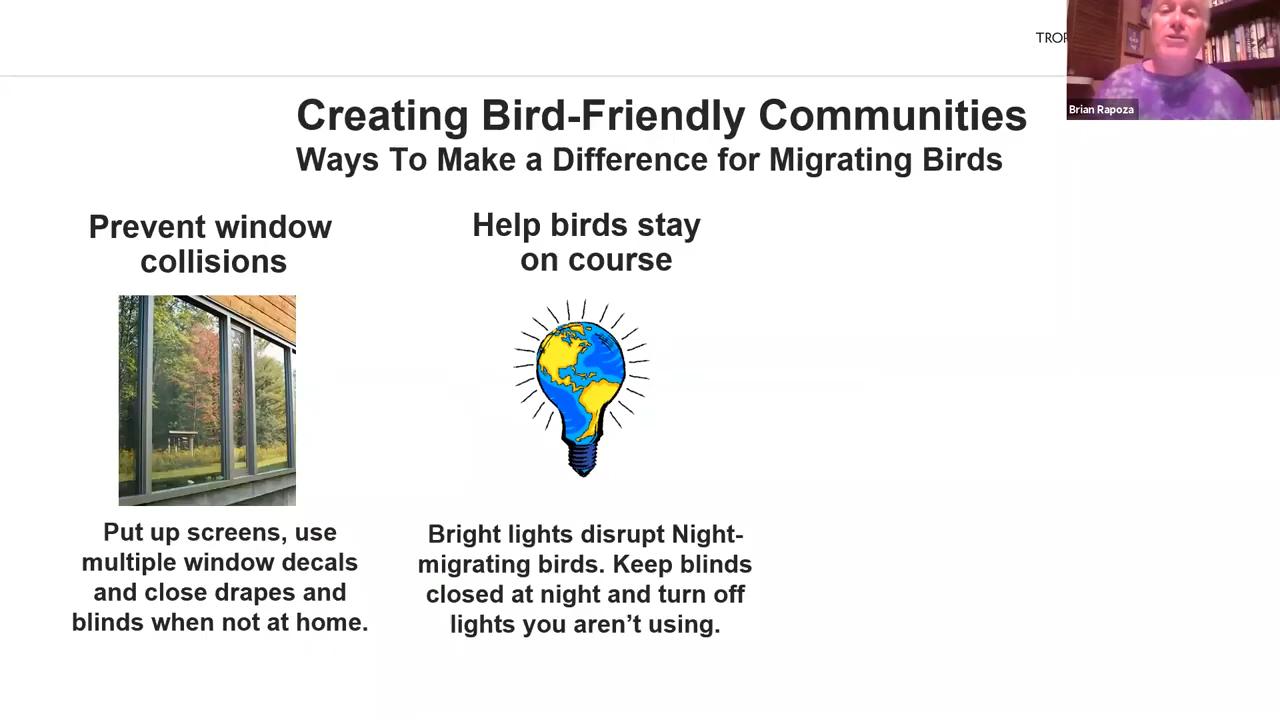 TROP
Brian Rapoza
Creating Bird-Friendly Communities
Ways To Make a Difference for Migrating Birds
Prevent window
collisions
Help birds stay
on course
Put up screens, use
multiple window decals
and close drapes and
blinds when not at home.
Bright lights disrupt Night-
migrating birds. Keep blinds
closed at night and turn off
lights you aren’t using.